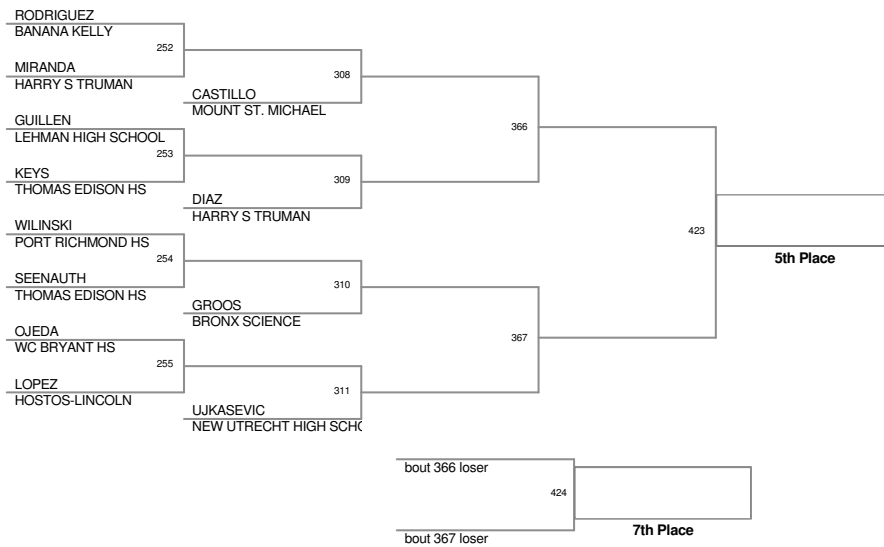 RODRIGUEZ
BANANA KELLY
252
MIRANDA
HARRY S TRUMAN
308
CASTILLO
MOUNT ST. MICHAEL
GUILLEN
LEHMAN HIGH SCHOOL
366
253
KEYS
THOMAS EDISON HS
309
DIAZ
HARRY S TRUMAN
WILINSKI
PORT RICHMOND HS
423
254
5th Place
SEENAUTH
THOMAS EDISON HS
310
GROOS
BRONX SCIENCE
OJEDA
WC BRYANT HS
367
255
LOPEZ
HOSTOS-LINCOLN
311
UJKASEVIC
NEW UTRECHT HIGH SCHO
bout 366 loser
424
7th Place
bout 367 loser